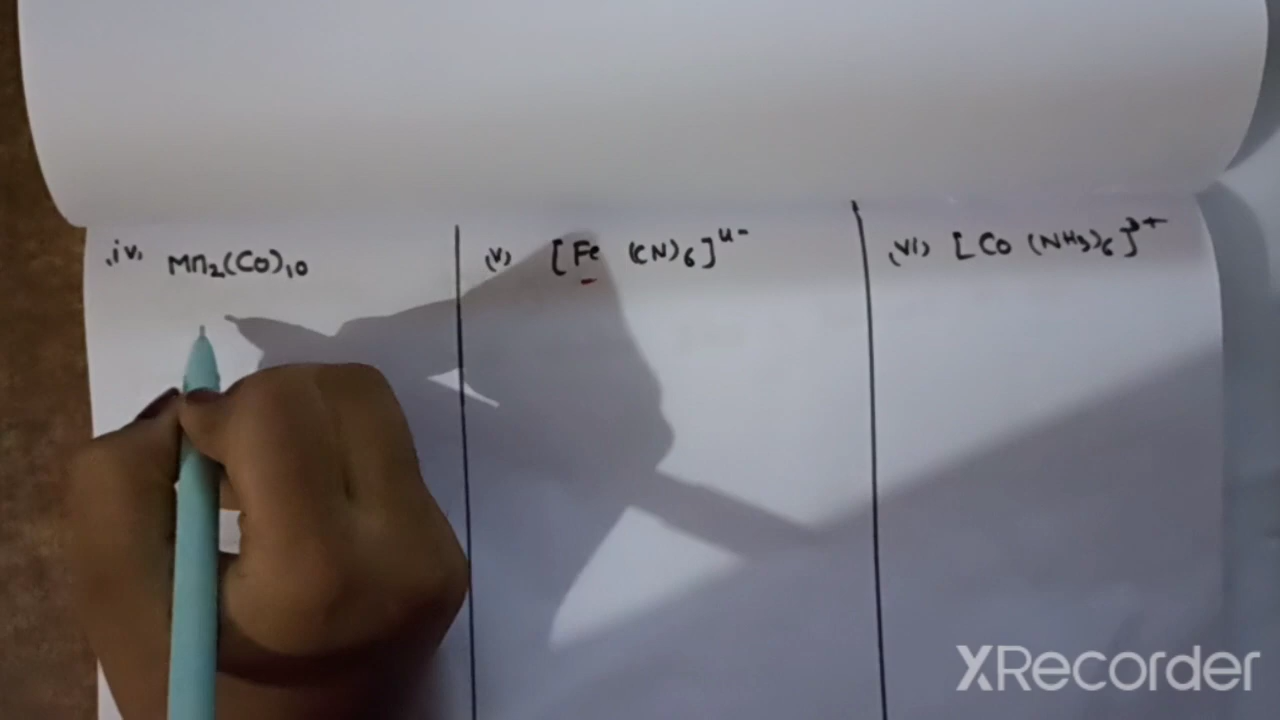 (iv) Mn2(Co)10
(v) [Fe (CN)6]4-
(vi) [Co (NH3)6]3+
XRecorder